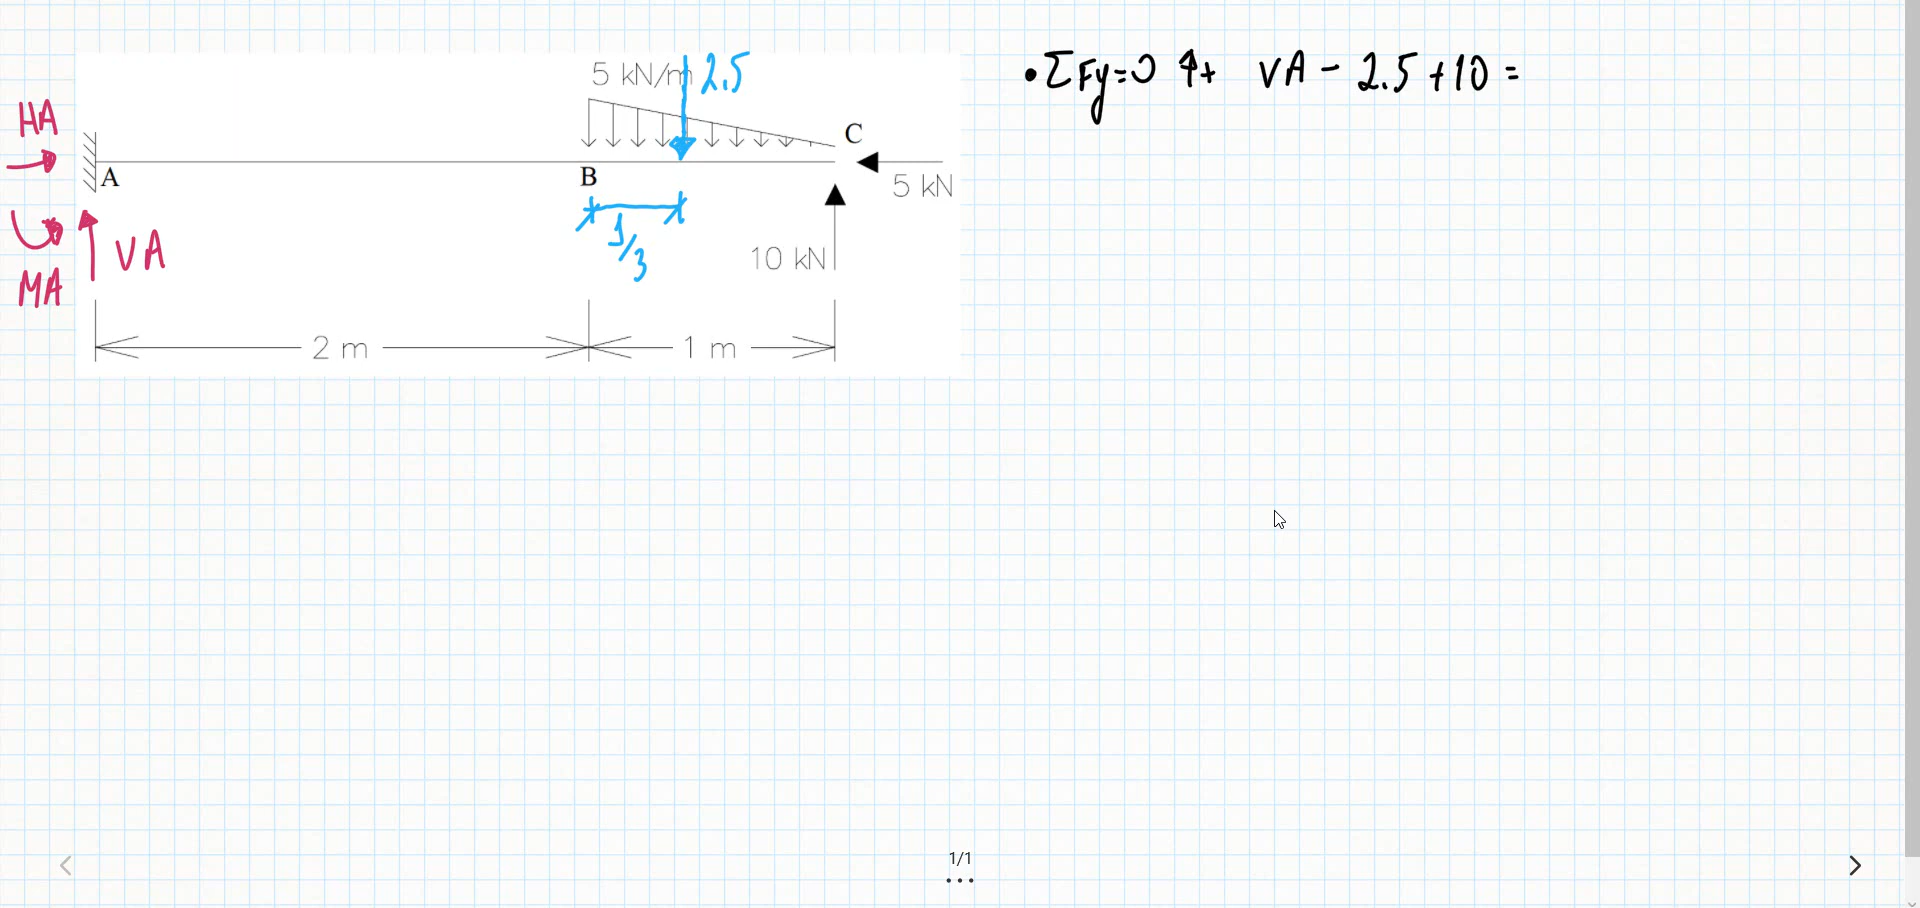 •ΣFy=0 ↑+ VA - 2.5 + 10 =
5 kN/m 2.5
HA
C
A
B
5 kN
1/3
VA
10 kN
MA
2 m
1 m
1/1